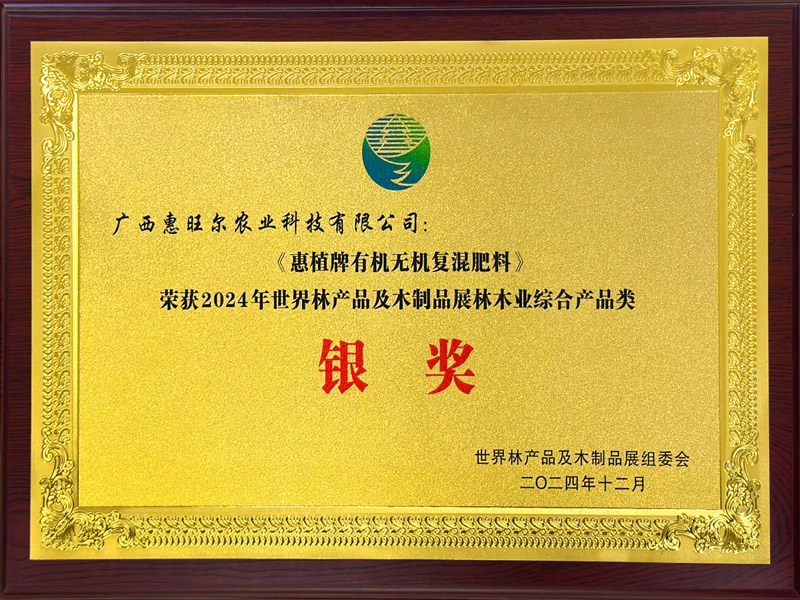 广西惠旺尔农业科技有限公司：
《惠植牌有机无机复混肥料》
荣获2024年世界林产品及木制品展林木业综合产品类
银奖
世界林产品及木制品展组委会
二〇二四年十二月